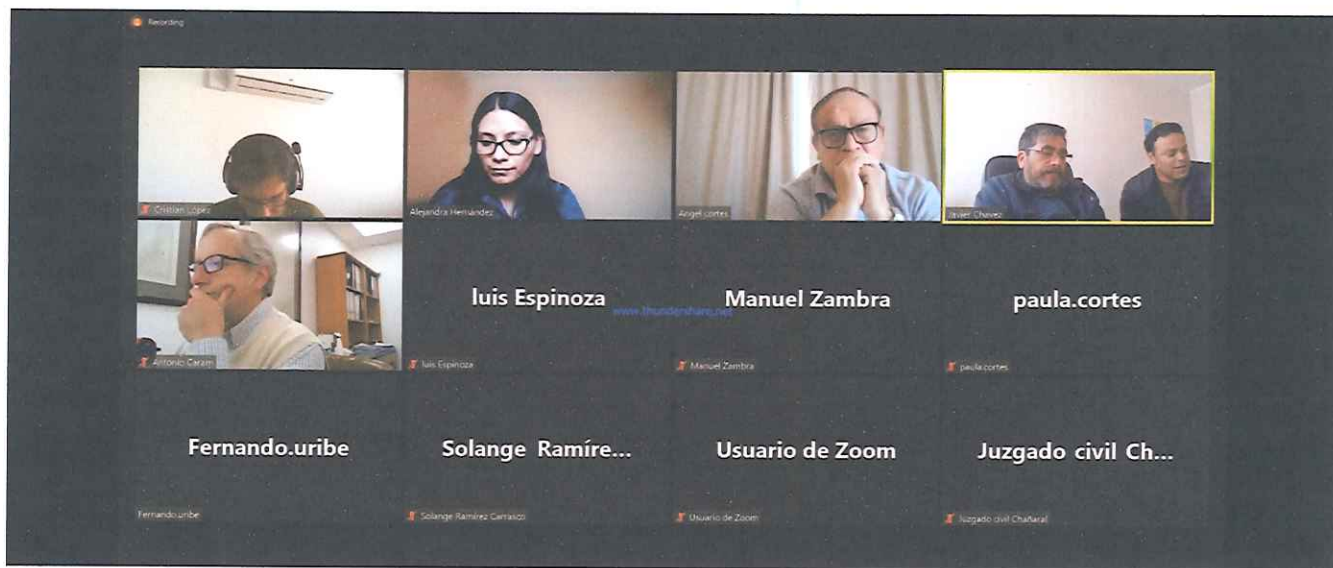 Recording
Cristian López
Alejandra Hernández
Angel cortes
Javier Chavez
Antonio Caram
luis Espinoza
luis Espinoza
Manuel Zambra
Manuel Zambra
paula.cortes
paula.cortes
www.thundershare.net
Fernando.uribe
Fernando.uribe
Solange Ramíre...
Solange Ramírez Carrasco
Usuario de Zoom
Usuario de Zoom
Juzgado civil Ch...
Juzgado civil Chañaral